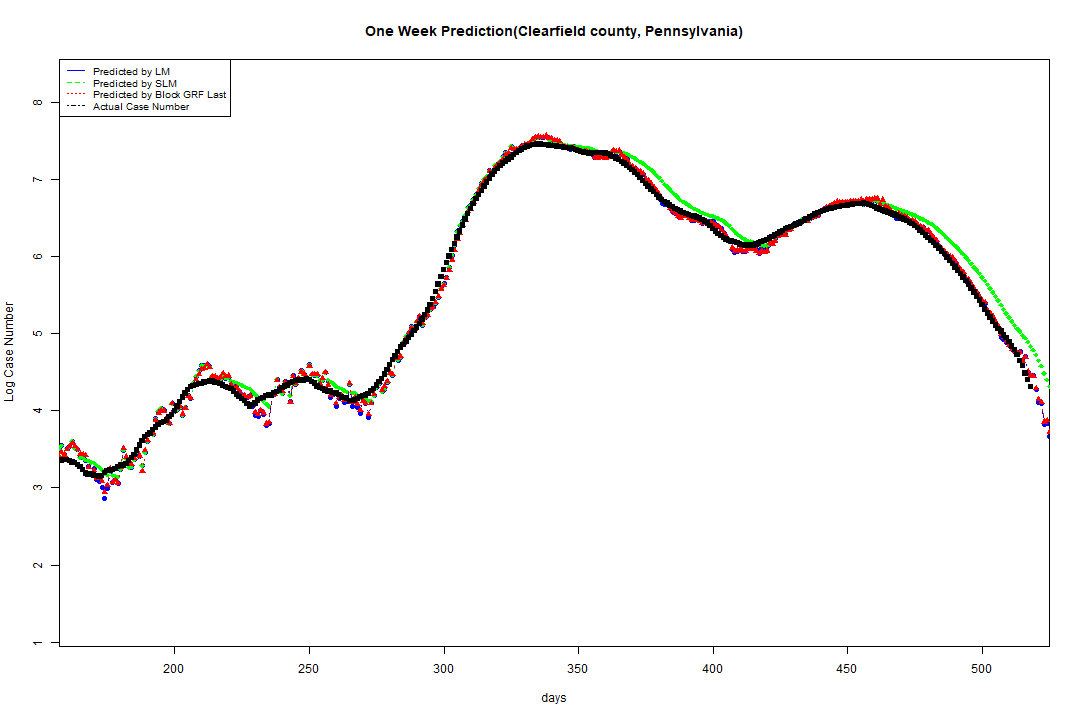 One Week Prediction(Clearfield county, Pennsylvania)
Predicted by LM
Predicted by SLM
Predicted by Block GRF Last
Actual Case Number
8
7
6
5
4
3
2
1
Log Case Number
200 250 300 350 400 450 500
days